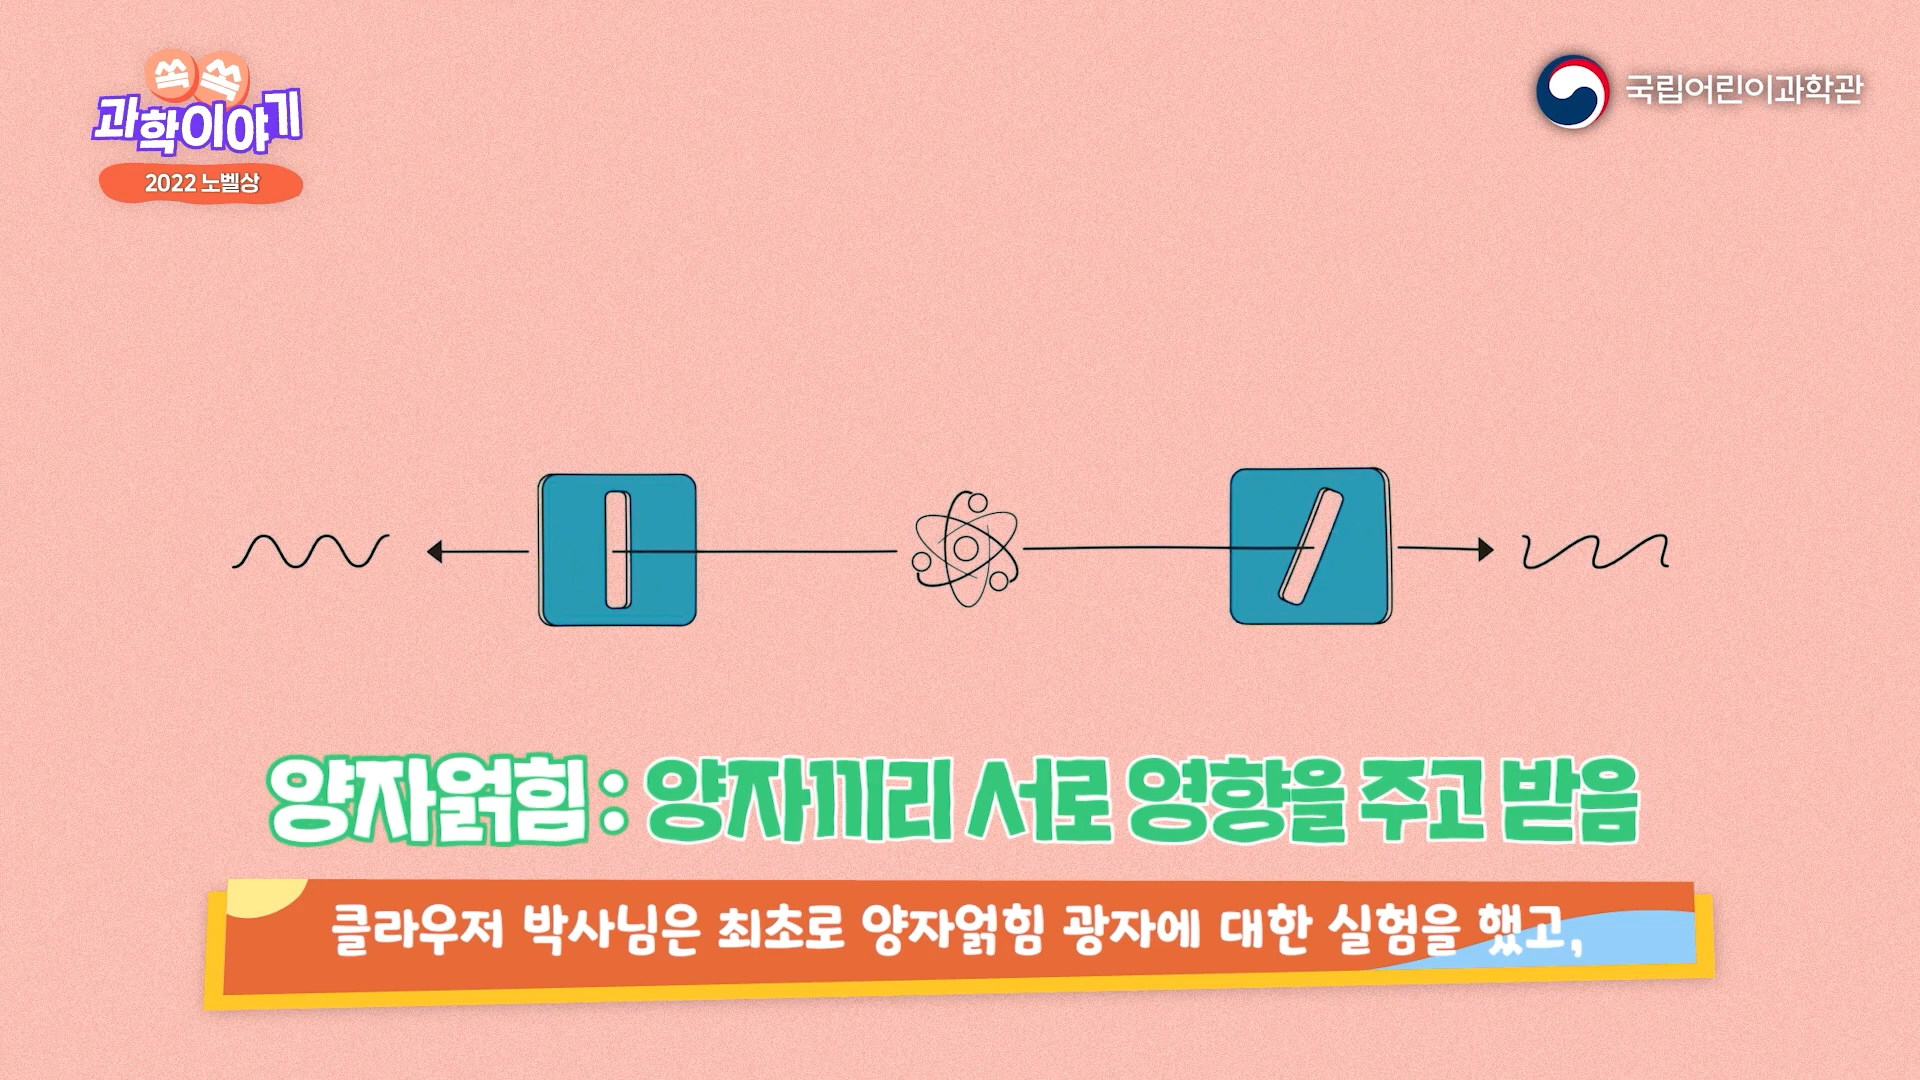 쏙쏙
과학이야기
2022 노벨상
국립어린이과학관
양자얽힘 : 양자끼리 서로 영향을 주고 받음
클라우저 박사님은 최초로 양자얽힘 광자에 대한 실험을 했고,